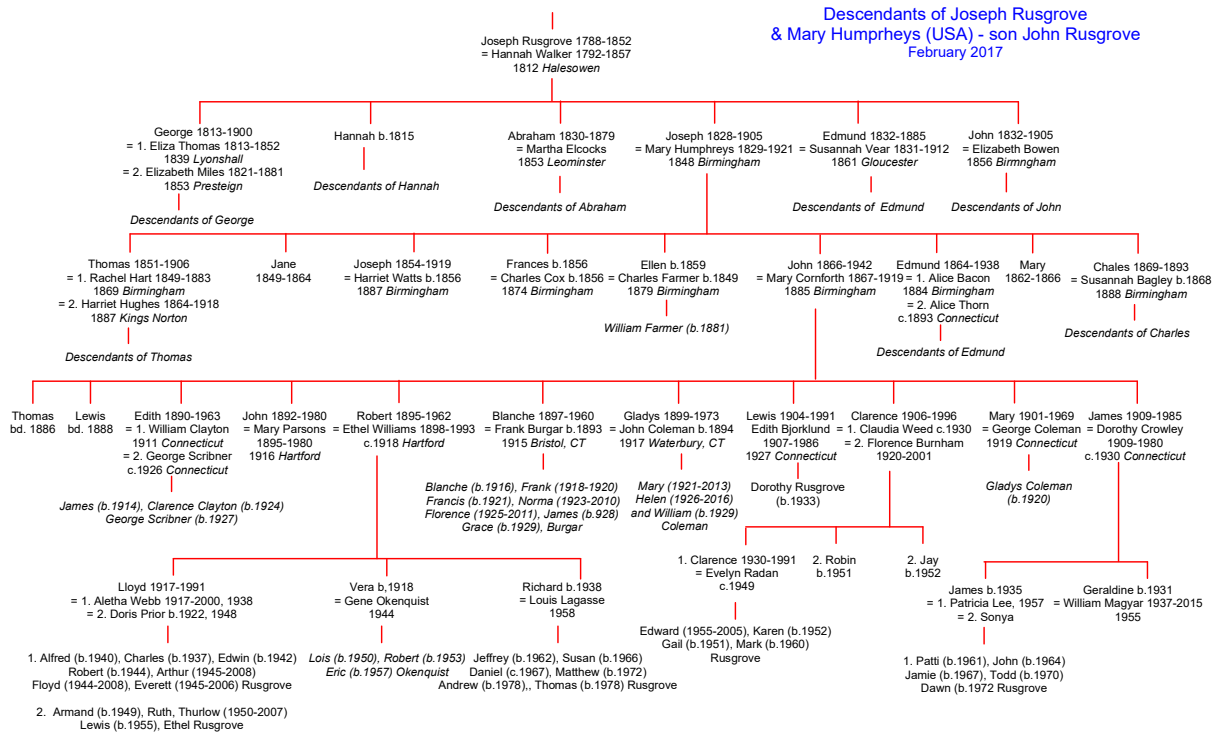 Descendants of Joseph Rusgrove
& Mary Humprheys (USA) - son John Rusgrove
February 2017
Joseph Rusgrove 1788-1852
= Hannah Walker 1792-1857
1812 Halesowen
George 1813-1900
= 1. Eliza Thomas 1813-1852
1839 Lyonshall
= 2. Elizabeth Miles 1821-1881
1853 Presteign
Descendants of George
Hannah b.1815
Descendants of Hannah
Abraham 1830-1879
= Martha Elcocks
1853 Leominster
Descendants of Abraham
Joseph 1828-1905
= Mary Humphreys 1829-1921
1848 Birmingham
Edmund 1832-1885
= Susannah Vear 1831-1912
1861 Gloucester
Descendants of Edmund
John 1832-1905
= Elizabeth Bowen
1856 Birmngham
Descendants of John
Thomas 1851-1906
= 1. Rachel Hart 1849-1883
1869 Birmingham
= 2. Harriet Hughes 1864-1918
1887 Kings Norton
Descendants of Thomas
Jane
1849-1864
Joseph 1854-1919
= Harriet Watts b.1856
1887 Birmingham
Frances b.1856
= Charles Cox b.1856
1874 Birmingham
Ellen b.1859
= Charles Farmer b.1849
1879 Birmingham
William Farmer (b.1881)
John 1866-1942
= Mary Cornforth 1867-1919
1885 Birmingham
Edmund 1864-1938
= 1. Alice Bacon
1884 Birmingham
= 2. Alice Thorn
c.1893 Connecticut
Descendants of Edmund
Mary
1862-1866
Chales 1869-1893
= Susannah Bagley b.1868
1888 Birmingham
Descendants of Charles
Thomas
bd. 1886
Lewis
bd. 1888
Edith 1890-1963
= 1. William Clayton
1911 Connecticut
= 2. George Scribner
c.1926 Connecticut
James (b.1914), Clarence Clayton (b.1924)
George Scribner (b.1927)
John 1892-1980
= Mary Parsons
1895-1980
1916 Hartford
Robert 1895-1962
= Ethel Williams 1898-1993
c.1918 Hartford
Blanche 1897-1960
= Frank Burgar b.1893
1915 Bristol, CT
Blanche (b.1916), Frank (1918-1920)
Francis (b.1921), Norma (1923-2010)
Florence (1925-2011), James (b.928)
Grace (b.1929), Burgar
Gladys 1899-1973
= John Coleman b.1894
1917 Waterbury, CT
Mary (1921-2013)
Helen (1926-2016)
and William (b.1929)
Coleman
Lewis 1904-1991
Edith Bjorklund
1907-1986
1927 Connecticut
Dorothy Rusgrove
(b.1933)
Clarence 1906-1996
= 1. Claudia Weed c.1930
= 2. Florence Burnham
1920-2001
Mary 1901-1969
= George Coleman
1919 Connecticut
Gladys Coleman
(b.1920)
James 1909-1985
= Dorothy Crowley
1909-1980
c.1930 Connecticut
Lloyd 1917-1991
= 1. Aletha Webb 1917-2000, 1938
= 2. Doris Prior b.1922, 1948
1. Alfred (b.1940), Charles (b.1937), Edwin (b.1942)
Robert (b.1944), Arthur (1945-2008)
Floyd (1944-2008), Everett (1945-2006) Rusgrove
2. Armand (b.1949), Ruth, Thurlow (1950-2007)
Lewis (b.1955), Ethel Rusgrove
Vera b,1918
= Gene Okenquist
1944
Lois (b.1950), Robert (b.1953)
Eric (b.1957) Okenquist
Richard b.1938
= Louis Lagasse
1958
Jeffrey (b.1962), Susan (b.1966)
Daniel (c.1967), Matthew (b.1972)
Andrew (b.1978),, Thomas (b.1978) Rusgrove
1. Clarence 1930-1991
= Evelyn Radan
c.1949
Edward (1955-2005), Karen (b.1952)
Gail (b.1951), Mark (b.1960)
Rusgrove
2. Robin
b.1951
2. Jay
b.1952
James b.1935
= 1. Patricia Lee, 1957
= 2. Sonya
1. Patti (b.1961), John (b.1964)
Jamie (b.1967), Todd (b.1970)
Dawn (b.1972 Rusgrove
Geraldine b.1931
= William Magyar 1937-2015
1955